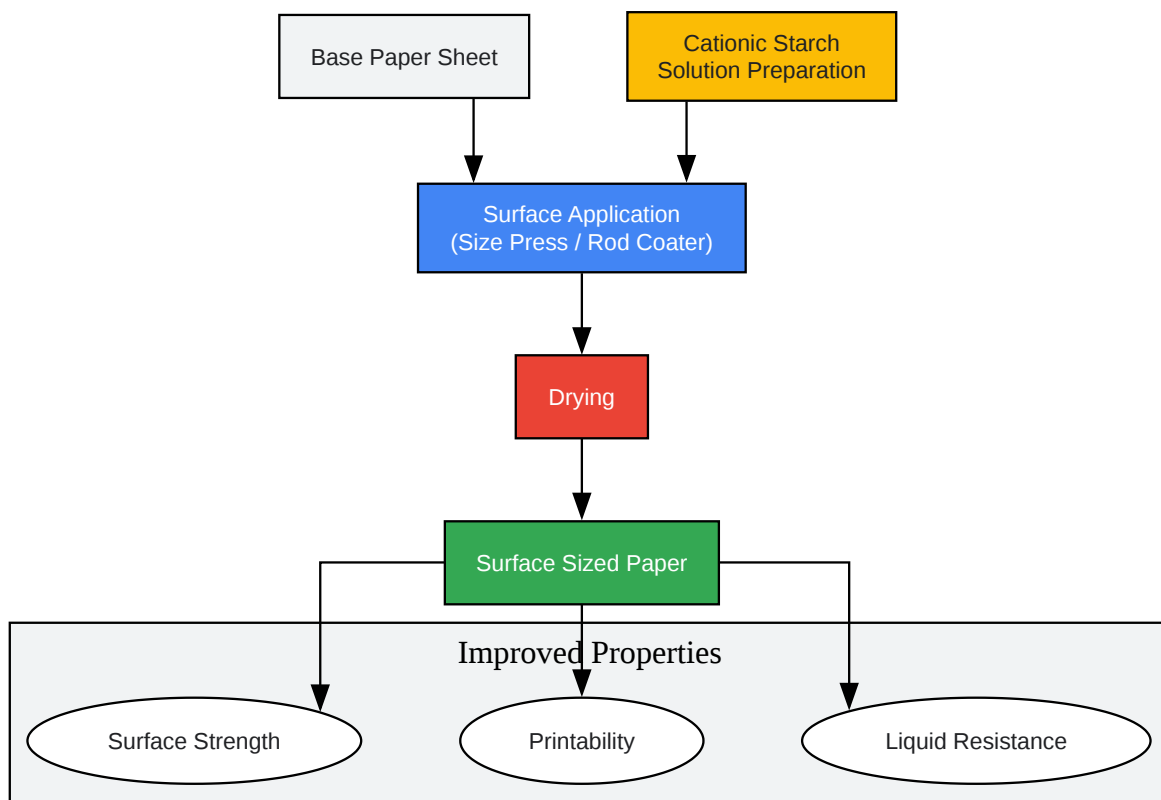 Base Paper Sheet
Cationic Starch
Solution Preparation
Surface Application
(Size Press / Rod Coater)
Drying
Surface Sized Paper
Improved Properties
Surface Strength
Printability
Liquid Resistance